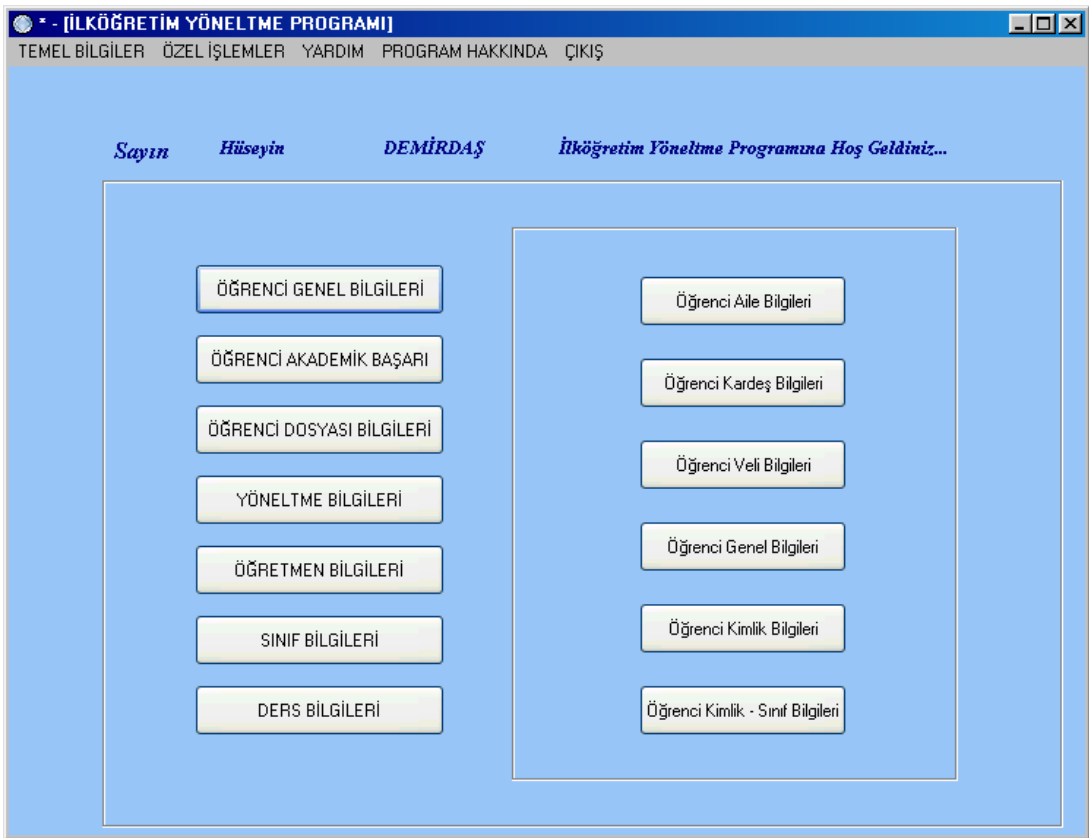 * - [İLKÖĞRETİM YÖNELTME PROGRAMI]
TEMEL BİLGİLER ÖZEL İŞLEMLER YARDIM PROGRAM HAKKINDA ÇIKIŞ
Sayın Hüseyin DEMİRDAŞ İlköğretim Yöneltme Programına Hoş Geldiniz...
ÖĞRENCİ GENEL BİLGİLERİ
ÖĞRENCİ AKADEMİK BAŞARI
ÖĞRENCİ DOSYASI BİLGİLERİ
YÖNELTME BİLGİLERİ
ÖĞRETMEN BİLGİLERİ
SINIF BİLGİLERİ
DERS BİLGİLERİ
Öğrenci Aile Bilgileri
Öğrenci Kardeş Bilgileri
Öğrenci Veli Bilgileri
Öğrenci Genel Bilgileri
Öğrenci Kimlik Bilgileri
Öğrenci Kimlik - Sınıf Bilgileri